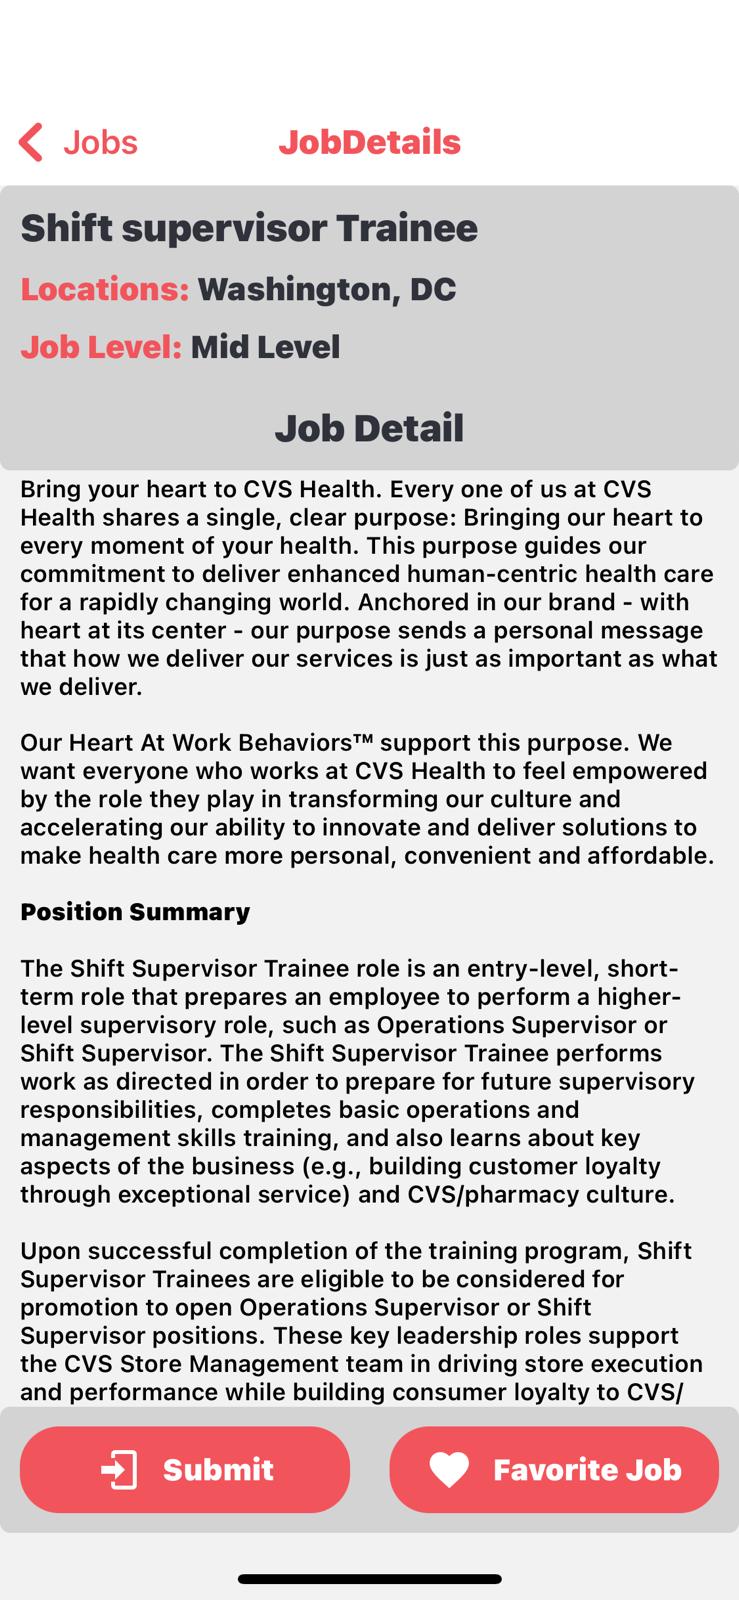 Jobs
JobDetails
Shift supervisor Trainee
Locations: Washington, DC
Job Level: Mid Level
Job Detail
Bring your heart to CVS Health. Every one of us at CVS
Health shares a single, clear purpose: Bringing our heart to
every moment of your health. This purpose guides our
commitment to deliver enhanced human-centric health care
for a rapidly changing world. Anchored in our brand - with
heart at its center - our purpose sends a personal message
that how we deliver our services is just as important as what
we deliver.
Our Heart At Work Behaviors™ support this purpose. We
want everyone who works at CVS Health to feel empowered
by the role they play in transforming our culture and
accelerating our ability to innovate and deliver solutions to
make health care more personal, convenient and affordable.
Position Summary
The Shift Supervisor Trainee role is an entry-level, short-
term role that prepares an employee to perform a higher-
level supervisory role, such as Operations Supervisor or
Shift Supervisor. The Shift Supervisor Trainee performs
work as directed in order to prepare for future supervisory
responsibilities, completes basic operations and
management skills training, and also learns about key
aspects of the business (e.g., building customer loyalty
through exceptional service) and CVS/pharmacy culture.
Upon successful completion of the training program, Shift
Supervisor Trainees are eligible to be considered for
promotion to open Operations Supervisor or Shift
Supervisor positions. These key leadership roles support
the CVS Store Management team in driving store execution
and performance while building consumer loyalty to CVS/
Submit
Favorite Job